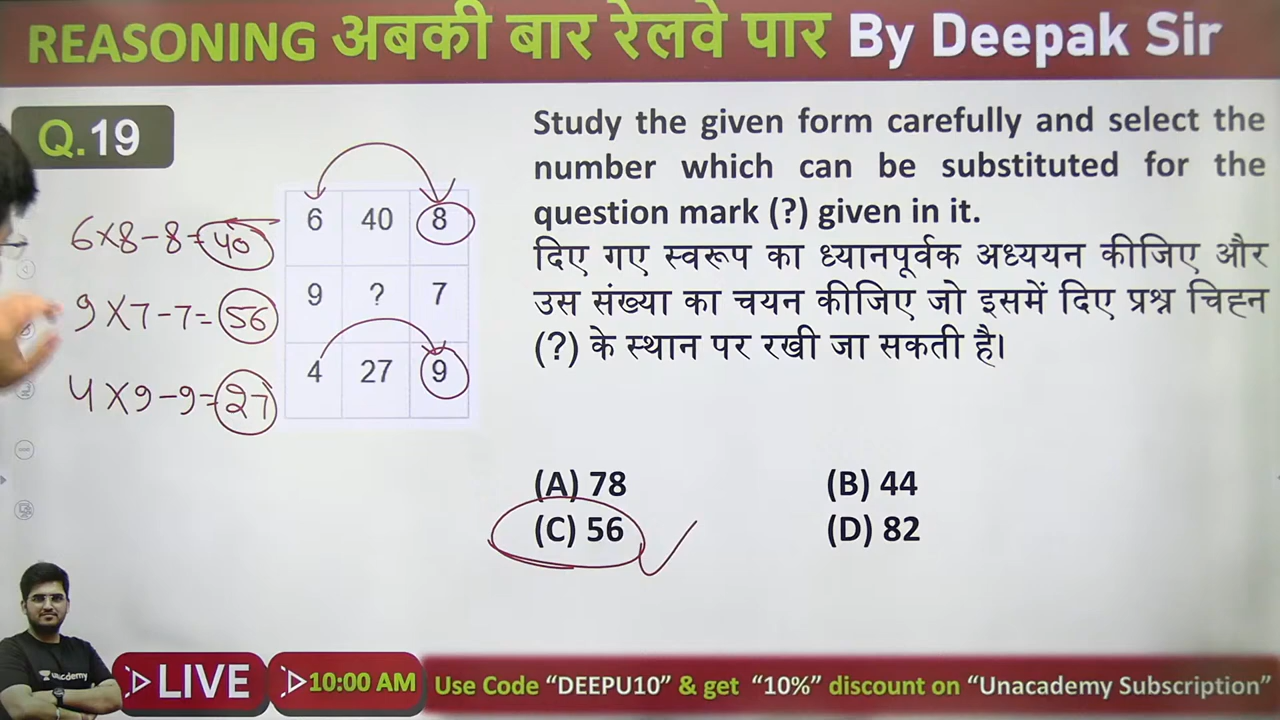 REASONING अबकी बार रेलवे पार By Deepak Sir
Q.19
6 40 8
9 ? 7
4 27 9
6×8-8=40
9×7-7=56
4×9-9=27
Study the given form carefully and select the
number which can be substituted for the
question mark (?) given in it.
दिए गए स्वरूप का ध्यानपूर्वक अध्ययन कीजिए और
उस संख्या का चयन कीजिए जो इसमें दिए प्रश्न चिह्न
(?) के स्थान पर रखी जा सकती है।
(A) 78 (B) 44
(C) 56 (D) 82
unacademy
LIVE 10:00 AM Use Code “DEEPU10” & get “10%” discount on “Unacademy Subscription”